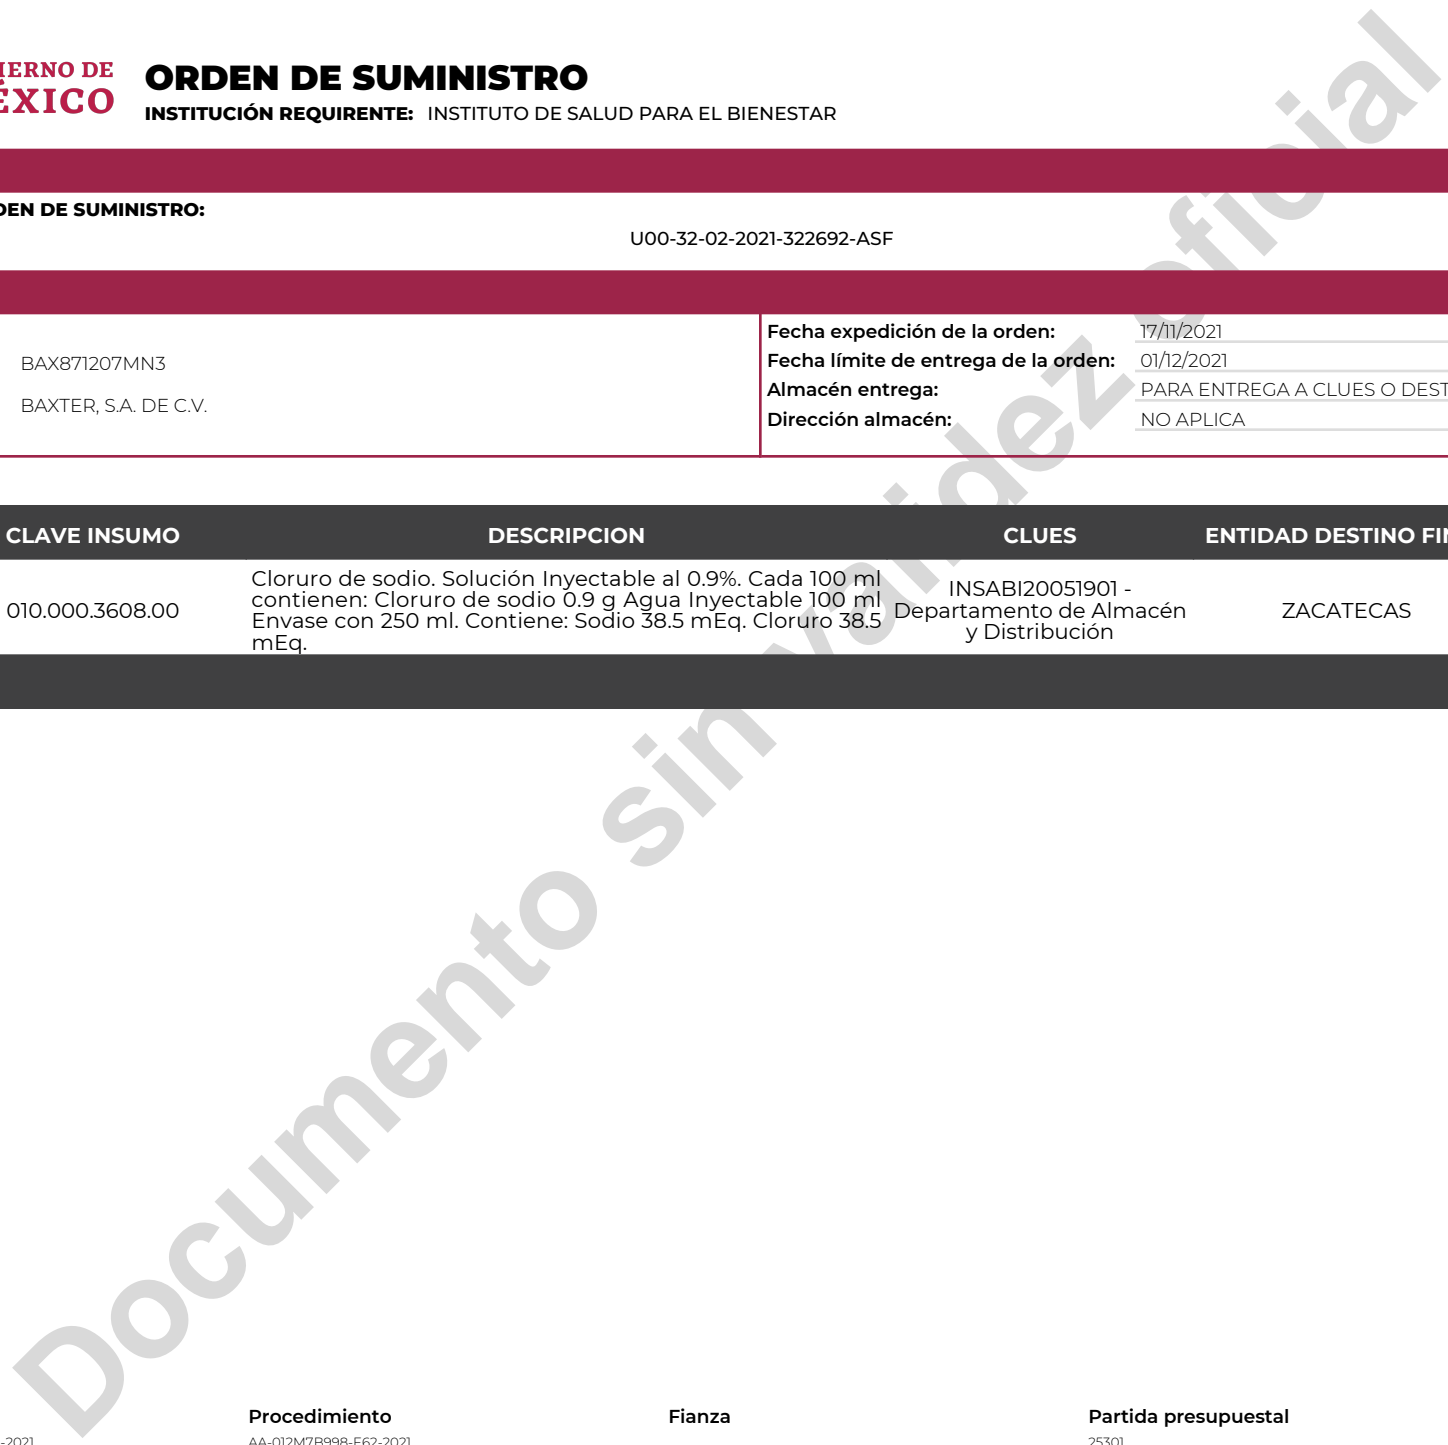 IERNO DE
ÉXICO
ORDEN DE SUMINISTRO
INSTITUCIÓN REQUIRENTE: INSTITUTO DE SALUD PARA EL BIENESTAR
DEN DE SUMINISTRO:
U00-32-02-2021-322692-ASF
BAX871207MN3
BAXTER, S.A. DE C.V.
Fecha expedición de la orden: 17/11/2021
Fecha límite de entrega de la orden: 01/12/2021
Almacén entrega: PARA ENTREGA A CLUES O DEST
Dirección almacén: NO APLICA
CLAVE INSUMO DESCRIPCION CLUES ENTIDAD DESTINO FIN
010.000.3608.00
Cloruro de sodio. Solución Inyectable al 0.9%. Cada 100 ml
contienen: Cloruro de sodio 0.9 g Agua Inyectable 100 ml
Envase con 250 ml. Contiene: Sodio 38.5 mEq. Cloruro 38.5
mEq.
INSABI20051901 -
Departamento de Almacén
y Distribución
ZACATECAS
Documento sin validez oficial
Procedimiento Fianza Partida presupuestal
-2021 AA-012M7B998-E62-2021 25301